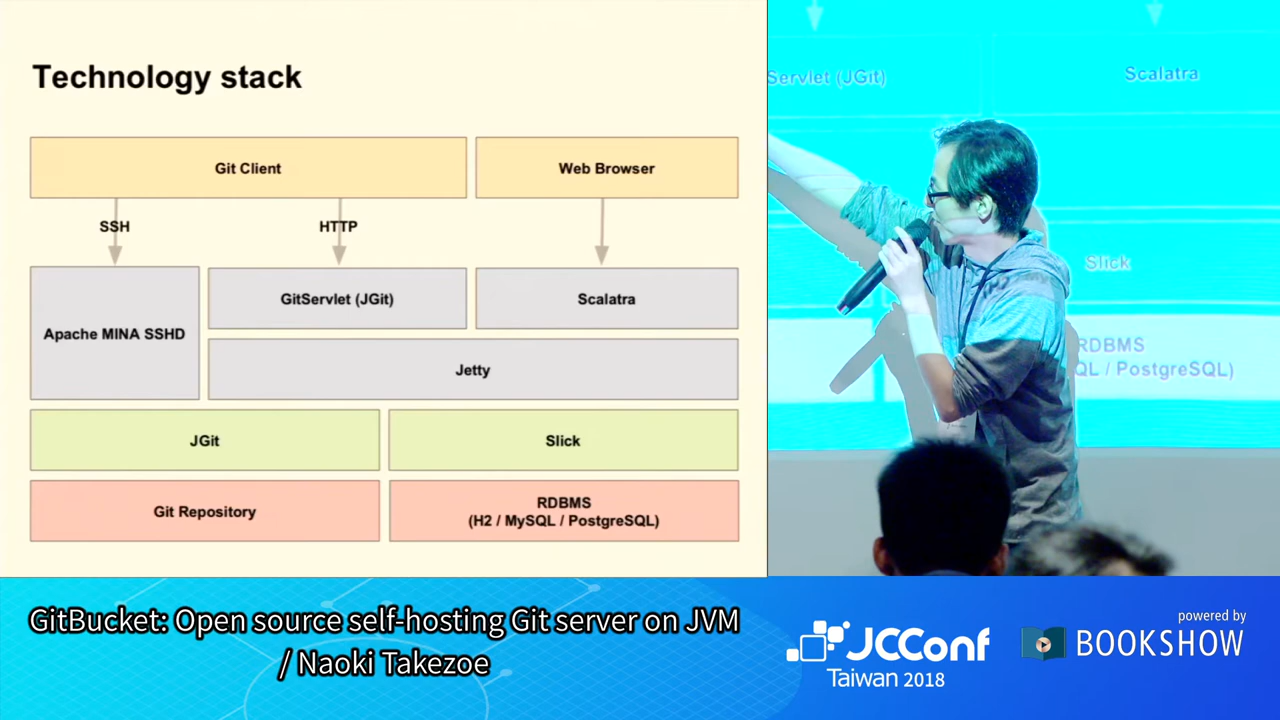 Technology stack
Git Client
Web Browser
SSH
HTTP
Apache MINA SSHD
GitServlet (JGit)
Scalatra
Jetty
JGit
Slick
Git Repository
RDBMS
(H2 / MySQL / PostgreSQL)
Servlet (JGit)
Scalatra
Slick
RDBMS
QL / PostgreSQL)
GitBucket: Open source self-hosting Git server on JVM
/ Naoki Takezoe
JCConf
Taiwan 2018
powered by
BOOKSHOW